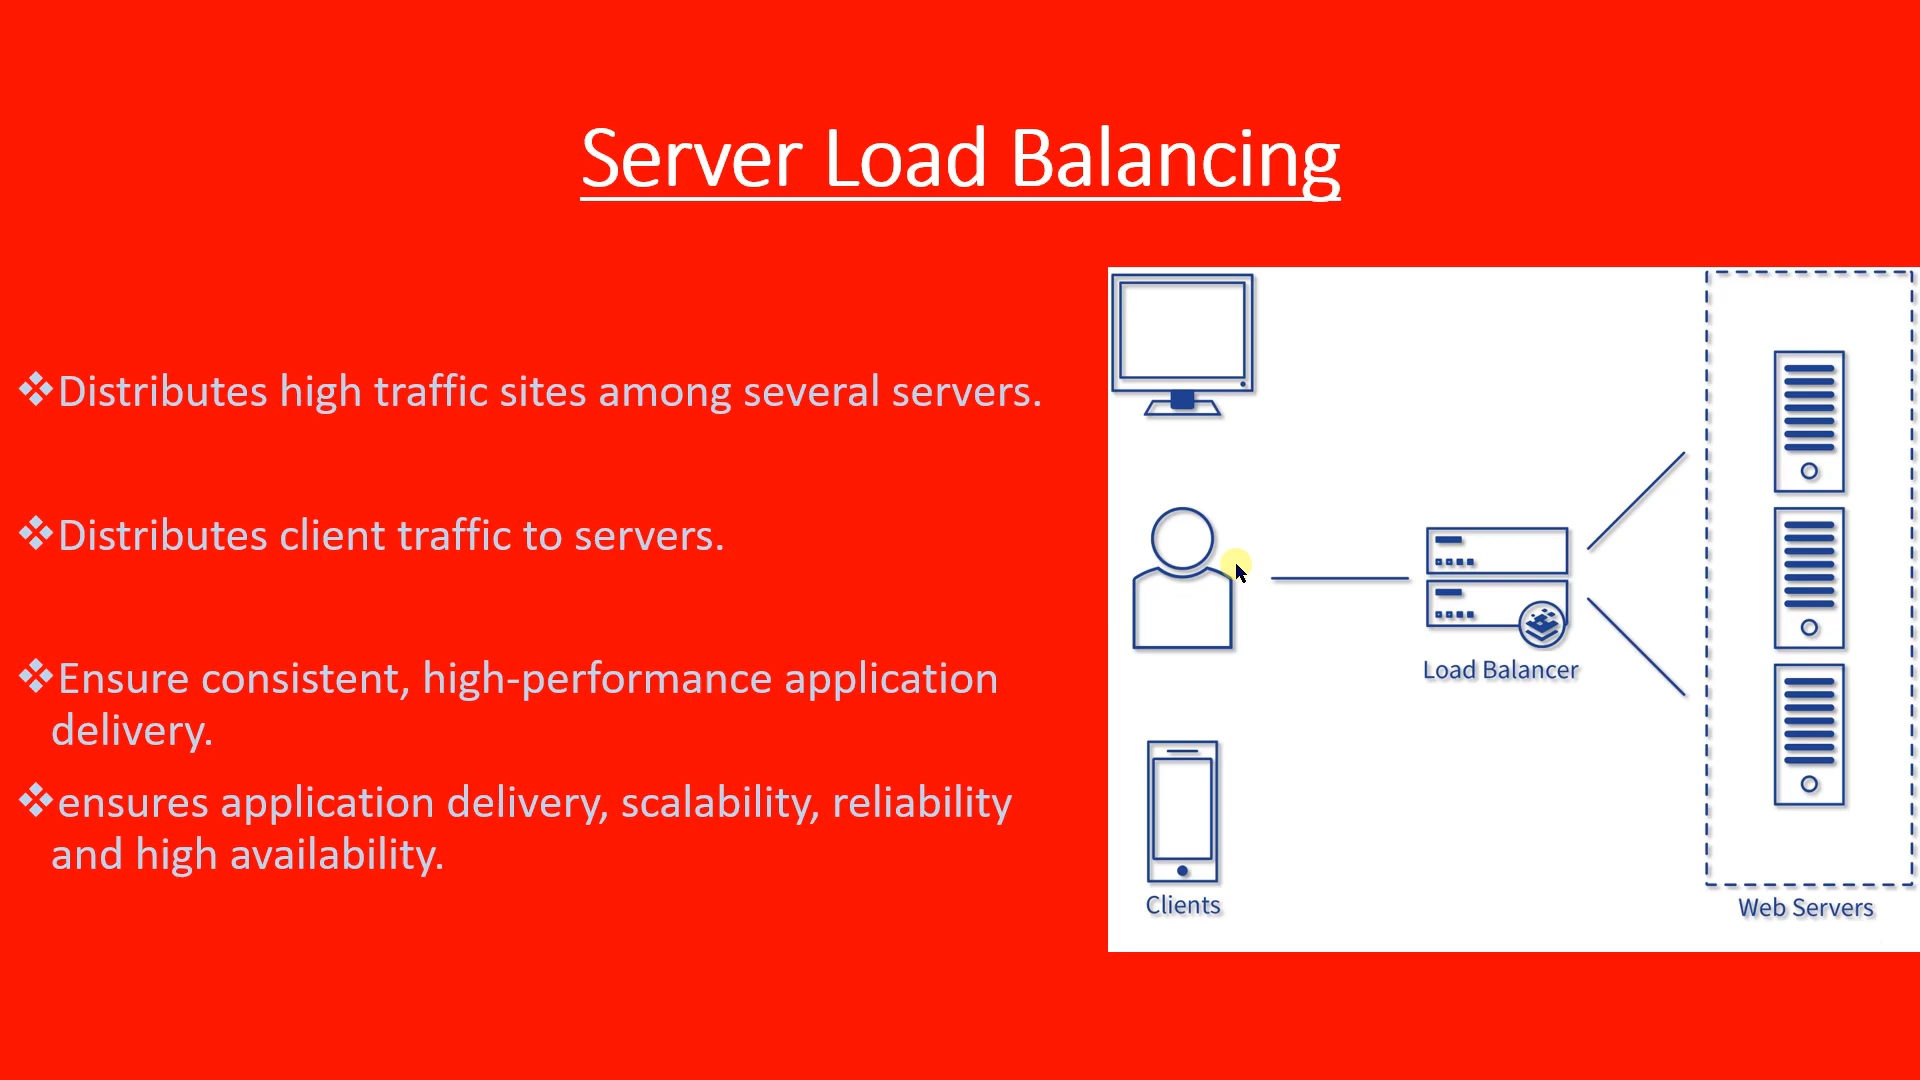 Server Load Balancing
❖Distributes high traffic sites among several servers.
❖Distributes client traffic to servers.
❖Ensure consistent, high-performance application
delivery.
❖ensures application delivery, scalability, reliability
and high availability.
Load Balancer
Clients
Web Servers